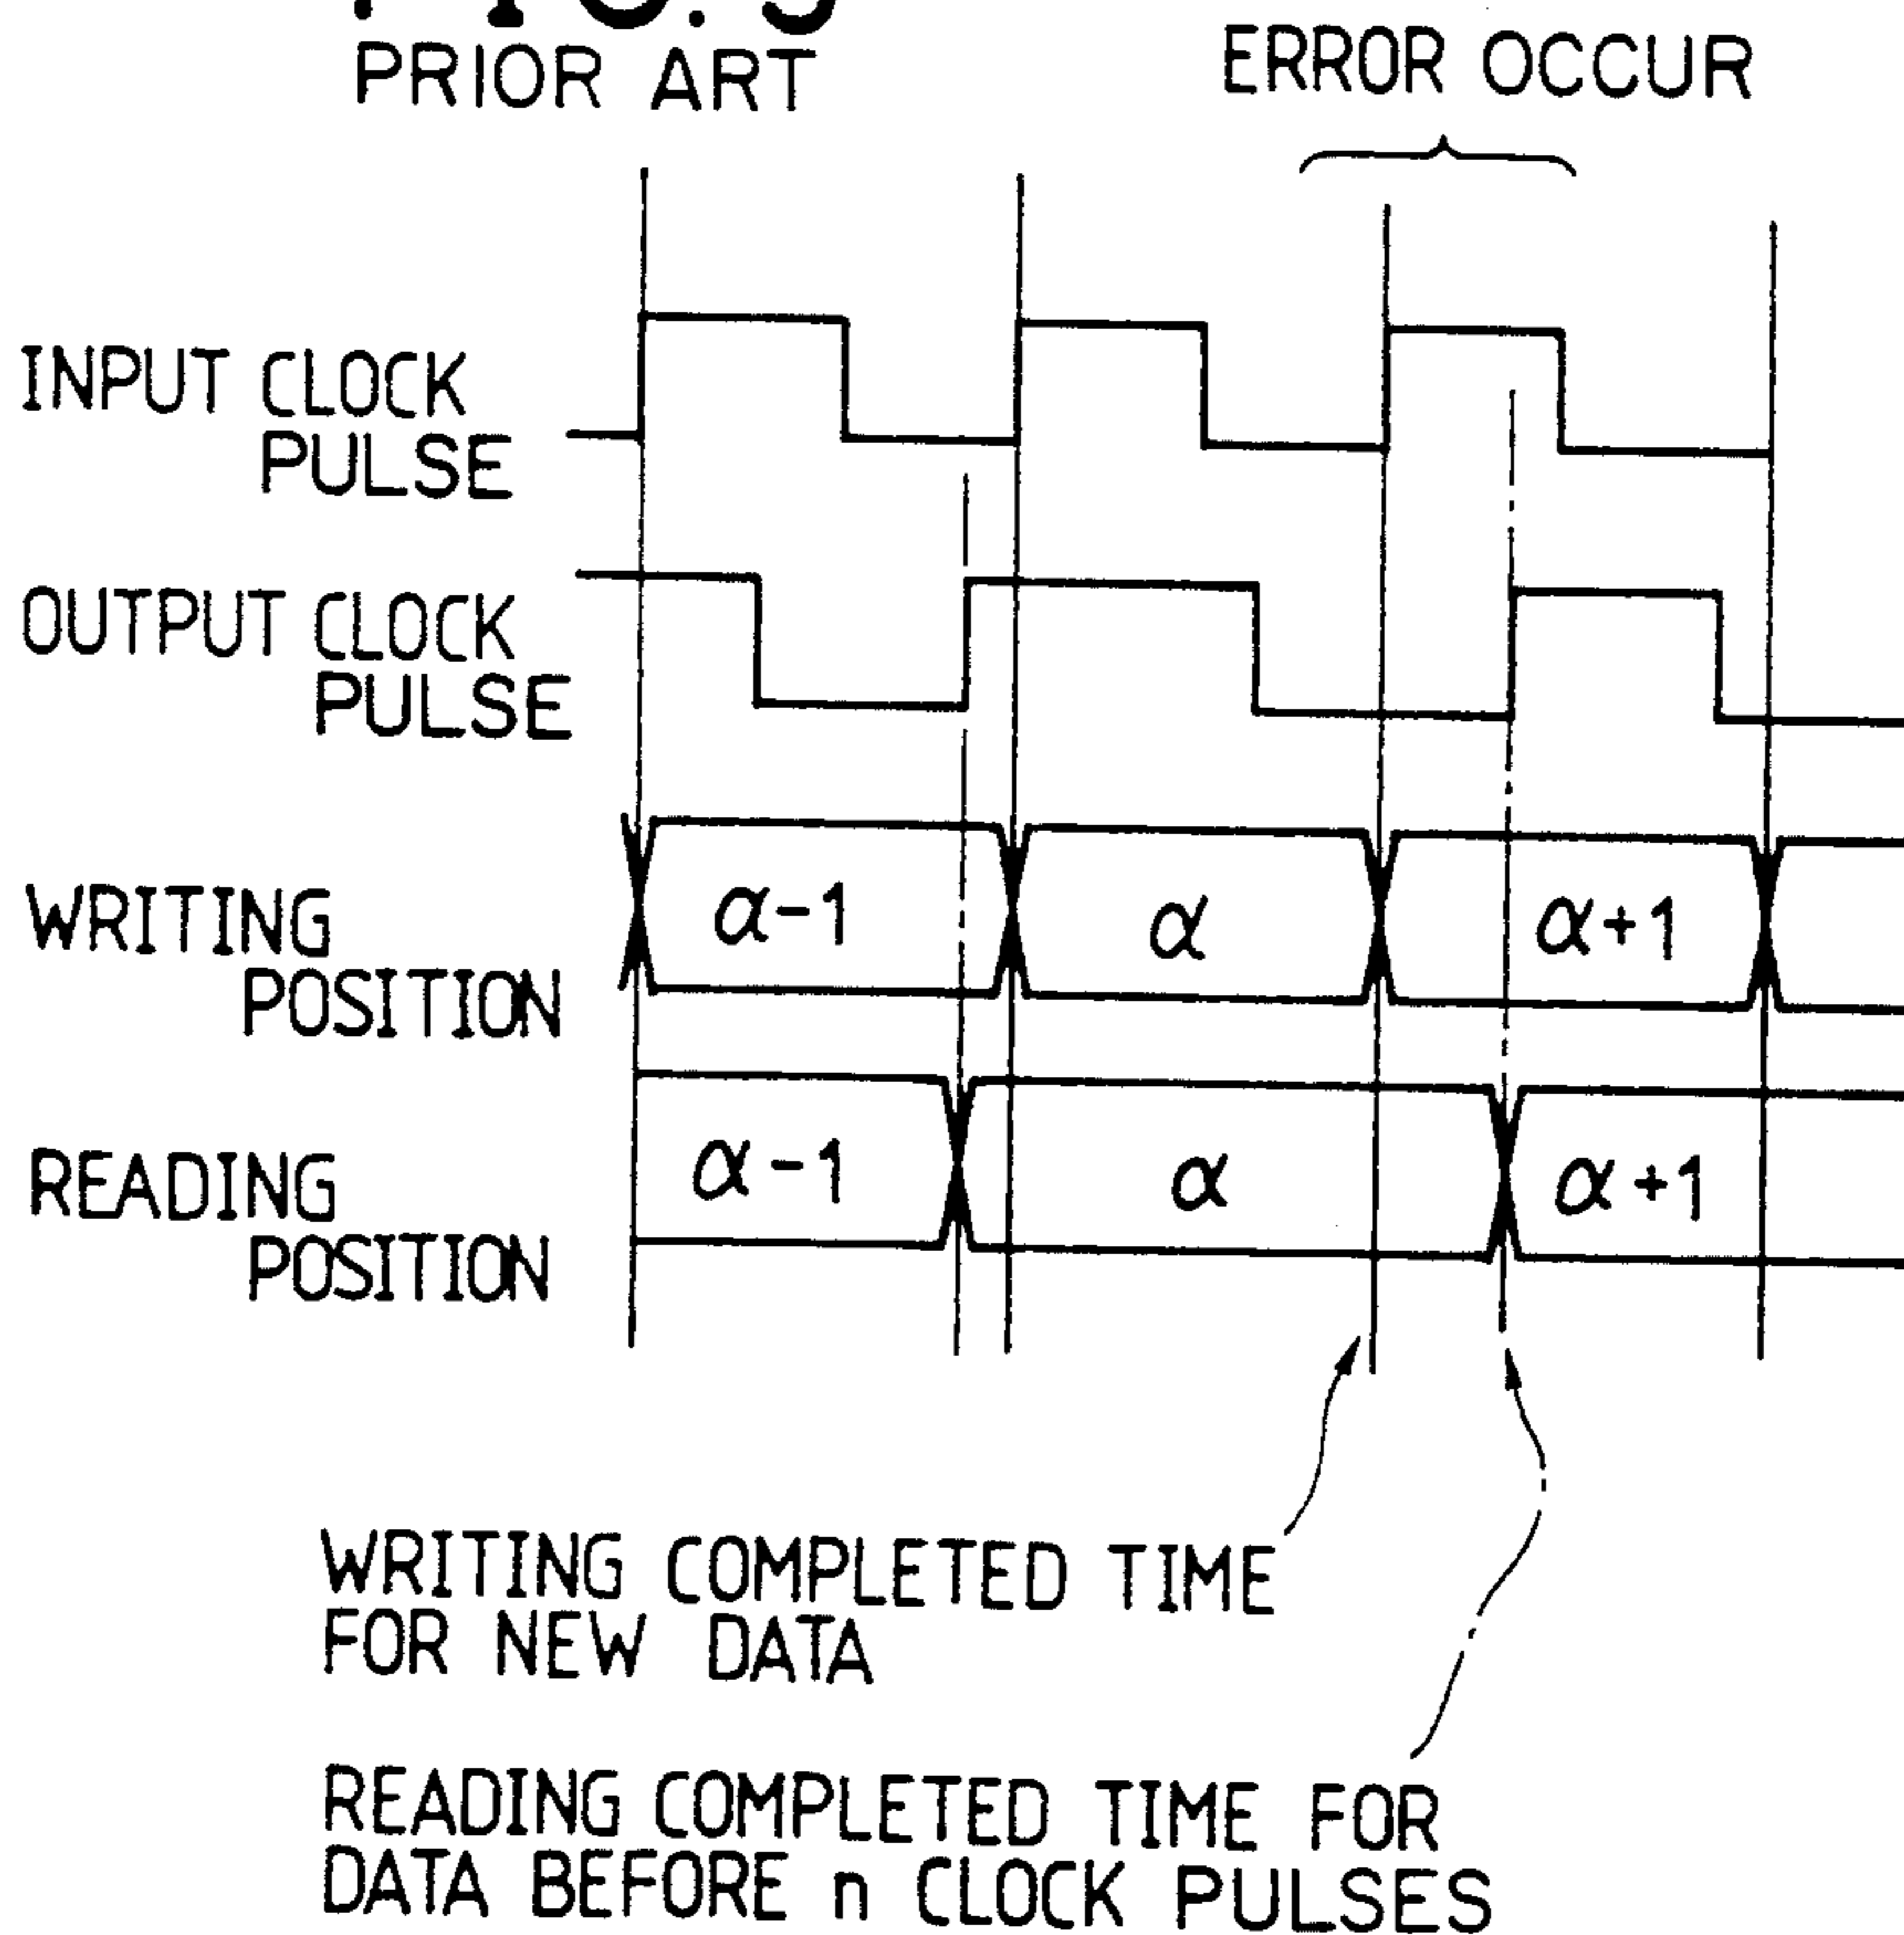 PRIOR ART
ERROR OCCUR
INPUT CLOCK
PULSE
OUTPUT CLOCK
PULSE
WRITING
POSITION
α-1
α
α+1
READING
POSITION
α-1
α
α+1
WRITING COMPLETED TIME
FOR NEW DATA
READING COMPLETED TIME FOR
DATA BEFORE n CLOCK PULSES